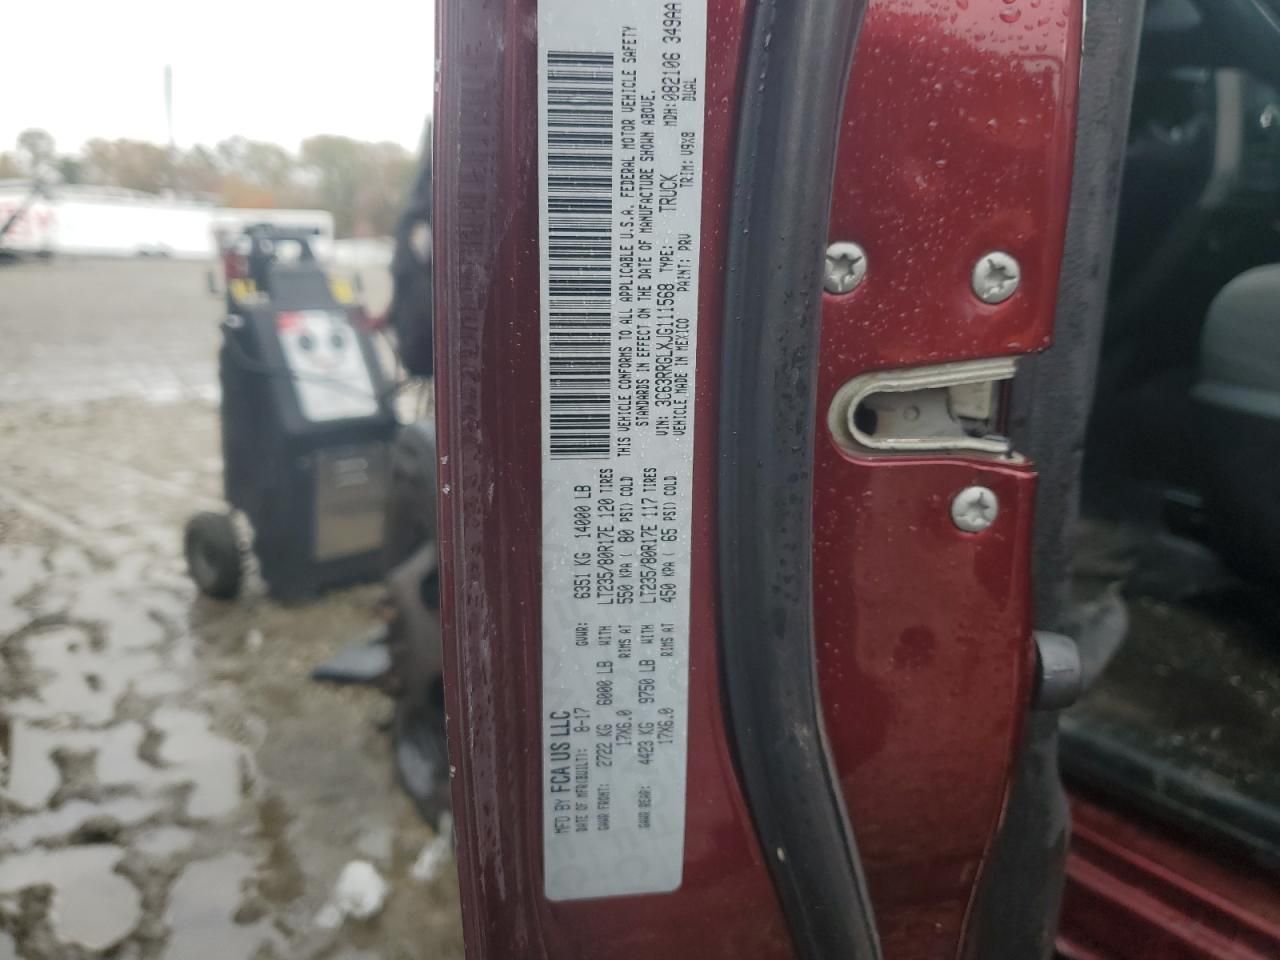 MFD BY FCA US LLC
DATE OF MFR(BUILT): 8-17 GVWR: 6351 KG 14000 LB
GAWR FRONT: 2722 KG 6000 LB WITH LT235/80R17E 120 TIRES
17X6.0 RIMS AT 550 KPA ( 80 PSI) COLD
GAWR REAR: 4423 KG 9750 LB WITH LT235/80R17E 117 TIRES
17X6.0 RIMS AT 450 KPA ( 65 PSI) COLD
THIS VEHICLE CONFORMS TO ALL APPLICABLE U.S.A. FEDERAL MOTOR VEHICLE SAFETY
STANDARDS IN EFFECT ON THE DATE OF MANUFACTURE SHOWN ABOVE.
VIN: 3C63RRGLXJG111568 TYPE: TRUCK MDH:082106 349AA
VEHICLE MADE IN MEXICO PAINT: PRV TRIM: V9X8 DUAL